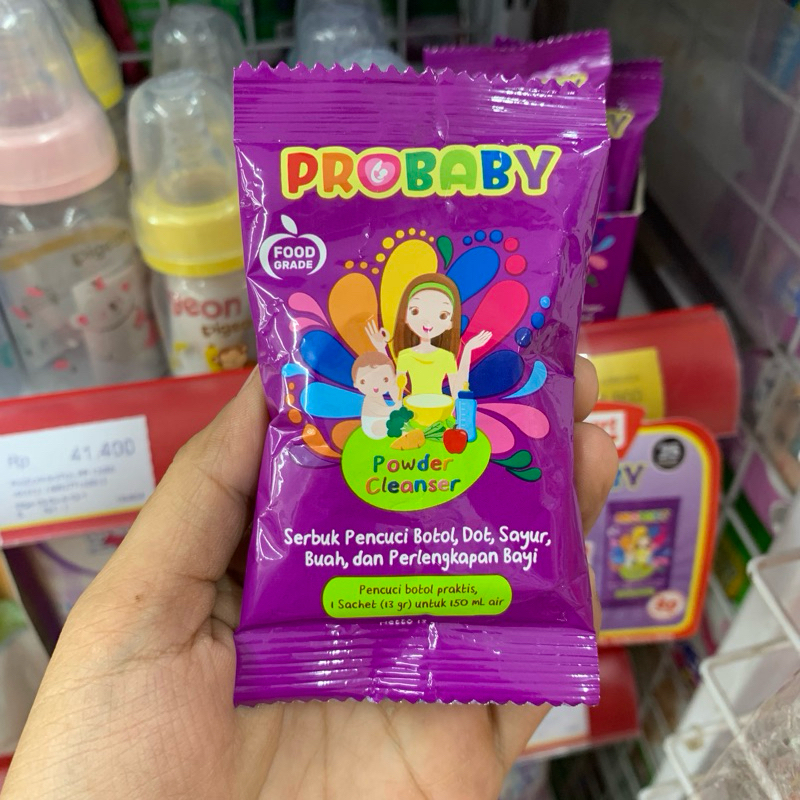 PROBABY
FOOD
GRADE
Powder
Cleanser
Serbuk Pencuci Botol, Dot, Sayur,
Buah, dan Perlengkapan Bayi
Pencuci botol praktis,
1 Sachet (13 gr) untuk 150 mL air
Rp 41.400
PROBABY